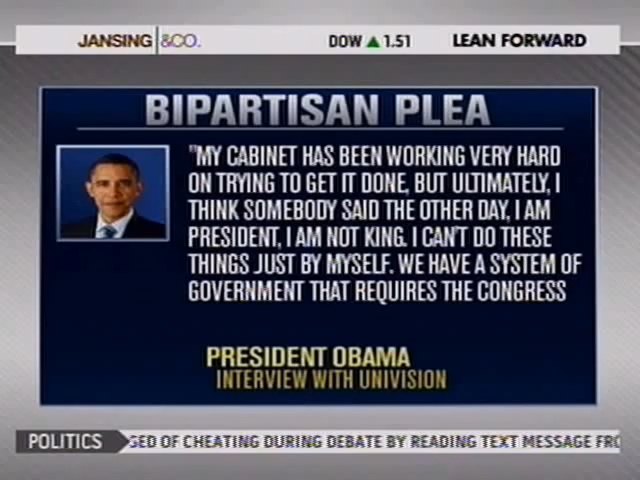 JANSING &CO. DOW ▲ 1.51 LEAN FORWARD
BIPARTISAN PLEA
"MY CABINET HAS BEEN WORKING VERY HARD
ON TRYING TO GET IT DONE, BUT ULTIMATELY, I
THINK SOMEBODY SAID THE OTHER DAY, I AM
PRESIDENT, I AM NOT KING. I CAN'T DO THESE
THINGS JUST BY MYSELF. WE HAVE A SYSTEM OF
GOVERNMENT THAT REQUIRES THE CONGRESS
PRESIDENT OBAMA
INTERVIEW WITH UNIVISION
POLITICS GED OF CHEATING DURING DEBATE BY READING TEXT MESSAGE FRO